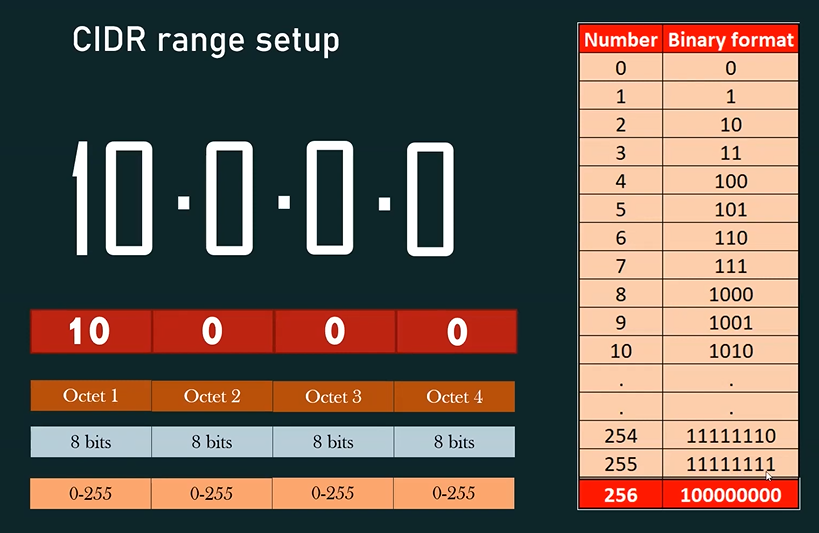 CIDR range setup
10.0.0.0
10 0 0 0
Octet 1 Octet 2 Octet 3 Octet 4
8 bits 8 bits 8 bits 8 bits
0-255 0-255 0-255 0-255
Number Binary format
0 0
1 1
2 10
3 11
4 100
5 101
6 110
7 111
8 1000
9 1001
10 1010
. .
. .
254 11111110
255 11111111
256 100000000